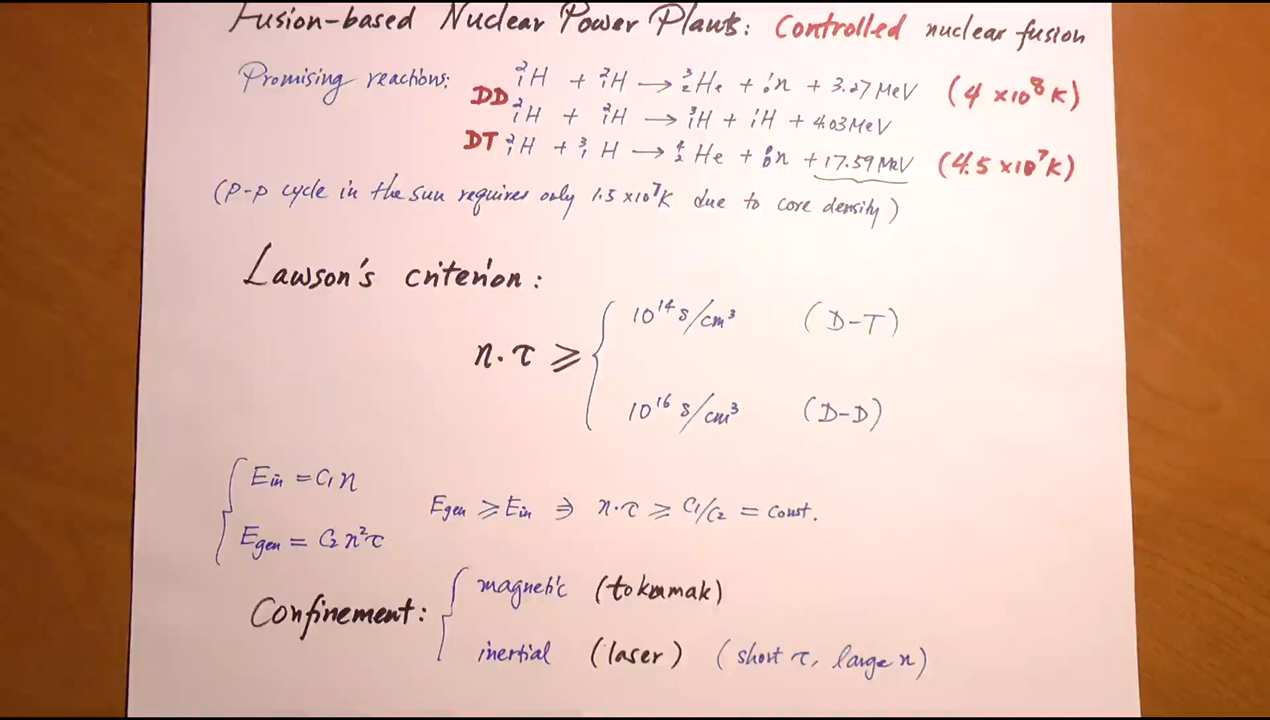 Fusion-based Nuclear Power Plants: Controlled nuclear fusion
Promising reactions: ²₁H + ²₁H → ³₂He + ¹₀n + 3.27 MeV (4 ×10⁸ K)
DD ²₁H + ²₁H → ³₁H + ¹₁H + 4.03 MeV
DT ²₁H + ³₁H → ⁴₂He + ¹₀n + 17.59 MeV (4.5 ×10⁷ K)
(P-P cycle in the sun requires only 1.5 ×10⁷K due to core density)
Lawson's criterion:
10¹⁴ s/cm³ (D-T)
n·τ ⩾ {
10¹⁶ s/cm³ (D-D)
Ein = C₁n
Egen ⩾ Ein ⇒ n·τ ⩾ C₁/C₂ = Const.
Egen = C₂n²τ
magnetic (tokamak)
Confinement:
inertial (laser) (short τ, large n)